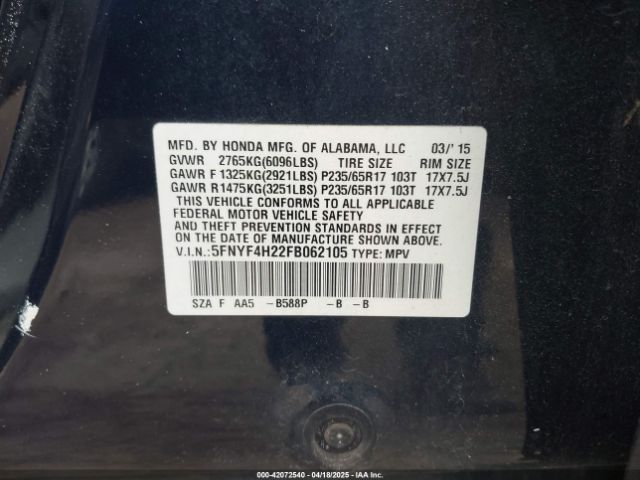 MFD. BY HONDA MFG. OF ALABAMA, LLC 03/'15
GVWR 2765KG(6096LBS) TIRE SIZE RIM SIZE
GAWR F 1325KG(2921LBS) P235/65R17 103T 17X7.5J
GAWR R1475KG(3251LBS) P235/65R17 103T 17X7.5J
THIS VEHICLE CONFORMS TO ALL APPLICABLE
FEDERAL MOTOR VEHICLE SAFETY
AND THEFT PREVENTION STANDARDS IN EFFECT
ON THE DATE OF MANUFACTURE SHOWN ABOVE.
V.I.N.:5FNYF4H22FB062105 TYPE: MPV
SZA F AA5 -B588P -B -B
000-42072540 - 04/18/2025 - IAA Inc.